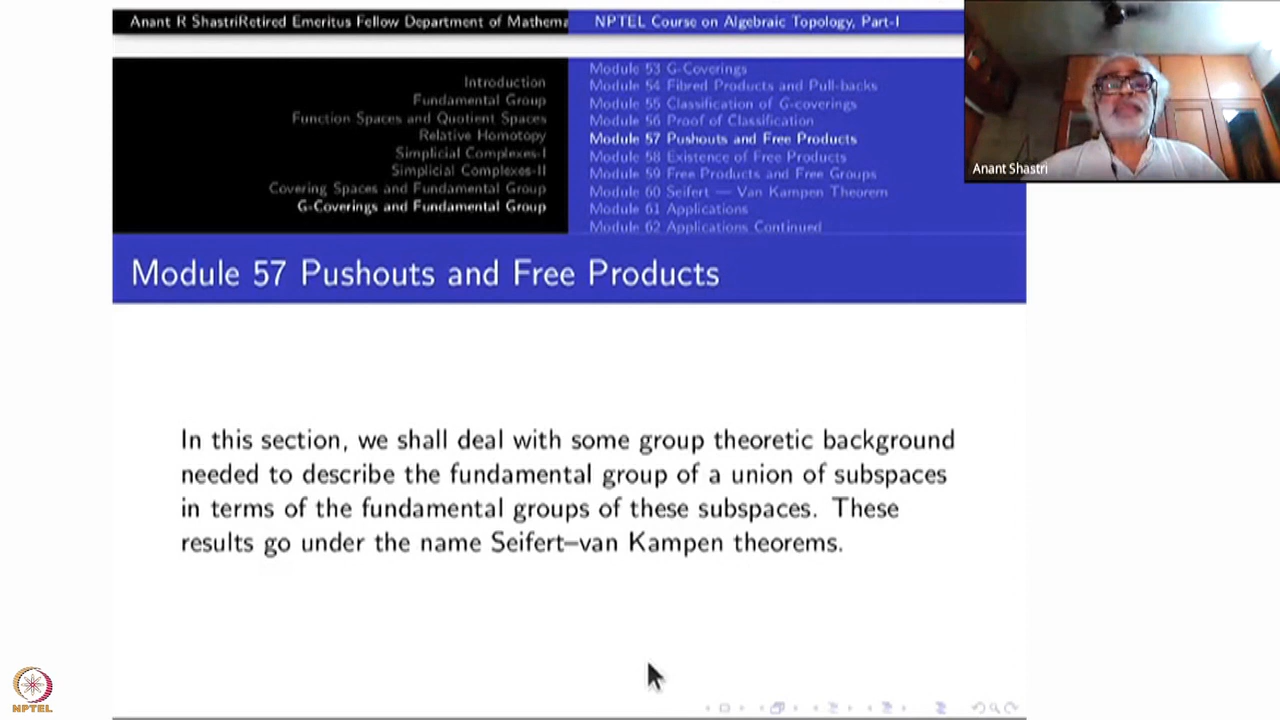 Anant R ShastriRetired Emeritus Fellow Department of Mathema
NPTEL Course on Algebraic Topology, Part-I
Introduction
Fundamental Group
Function Spaces and Quotient Spaces
Relative Homotopy
Simplicial Complexes-I
Simplicial Complexes-II
Covering Spaces and Fundamental Group
G-Coverings and Fundamental Group
Module 53 G-Coverings
Module 54 Fibred Products and Pull-backs
Module 55 Classification of G-coverings
Module 56 Proof of Classification
Module 57 Pushouts and Free Products
Module 58 Existence of Free Products
Module 59 Free Products and Free Groups
Module 60 Seifert — Van Kampen Theorem
Module 61 Applications
Module 62 Applications Continued
Anant Shastri
Module 57 Pushouts and Free Products
In this section, we shall deal with some group theoretic background
needed to describe the fundamental group of a union of subspaces
in terms of the fundamental groups of these subspaces. These
results go under the name Seifert–van Kampen theorems.
NPTEL